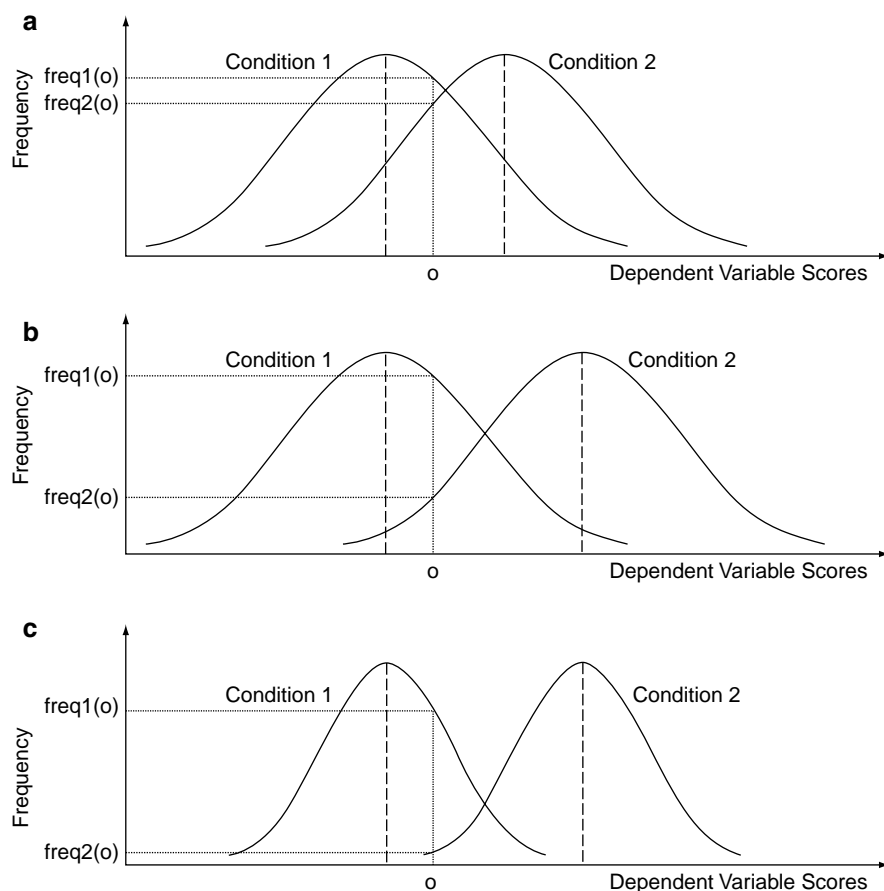 a
Condition 1
Condition 2
freq1(o)
freq2(o)
Frequency
o
Dependent Variable Scores
b
Condition 1
Condition 2
freq1(o)
freq2(o)
Frequency
o
Dependent Variable Scores
c
Condition 1
Condition 2
freq1(o)
freq2(o)
Frequency
o
Dependent Variable Scores